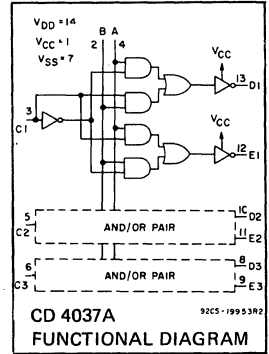 VDD = 14
VCC = 1
VSS = 7
B A
2 4
VCC
13 D1
3
C1
VCC
12 E1
5
C2
AND/OR PAIR
10 D2
11 E2
6
C3
AND/OR PAIR
8 D3
9 E3
CD 4037A
92CS-19953R2
FUNCTIONAL DIAGRAM